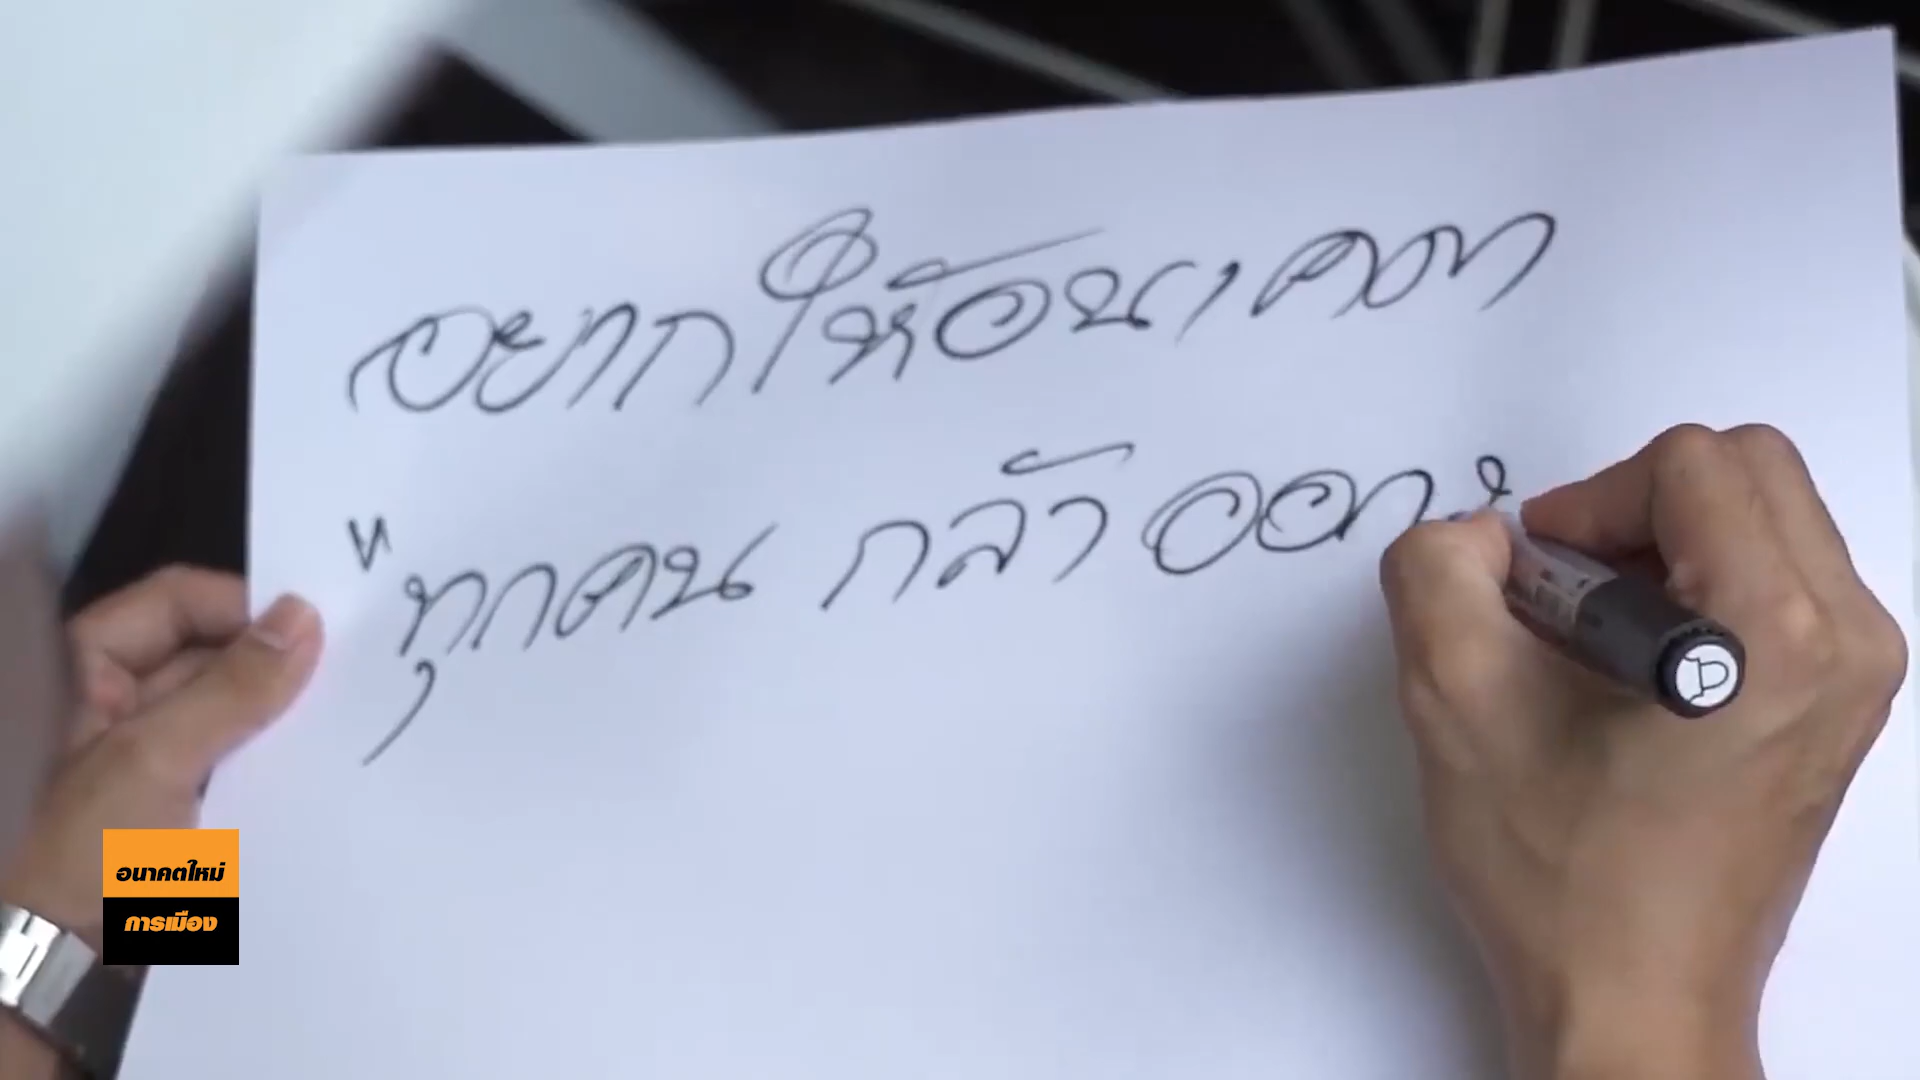 อยากให้อนาคต
"ทุกคน กล้าออก
อนาคตใหม่
การเมือง